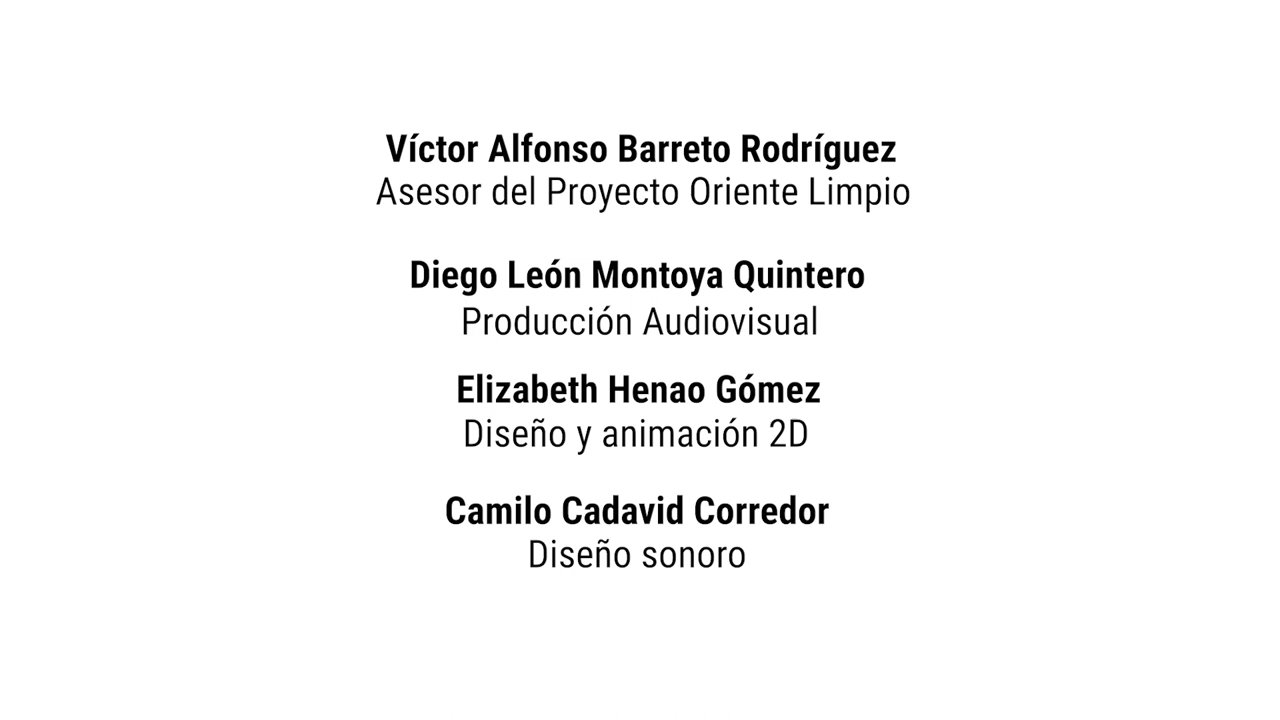 Víctor Alfonso Barreto Rodríguez
Asesor del Proyecto Oriente Limpio
Diego León Montoya Quintero
Producción Audiovisual
Elizabeth Henao Gómez
Diseño y animación 2D
Camilo Cadavid Corredor
Diseño sonoro